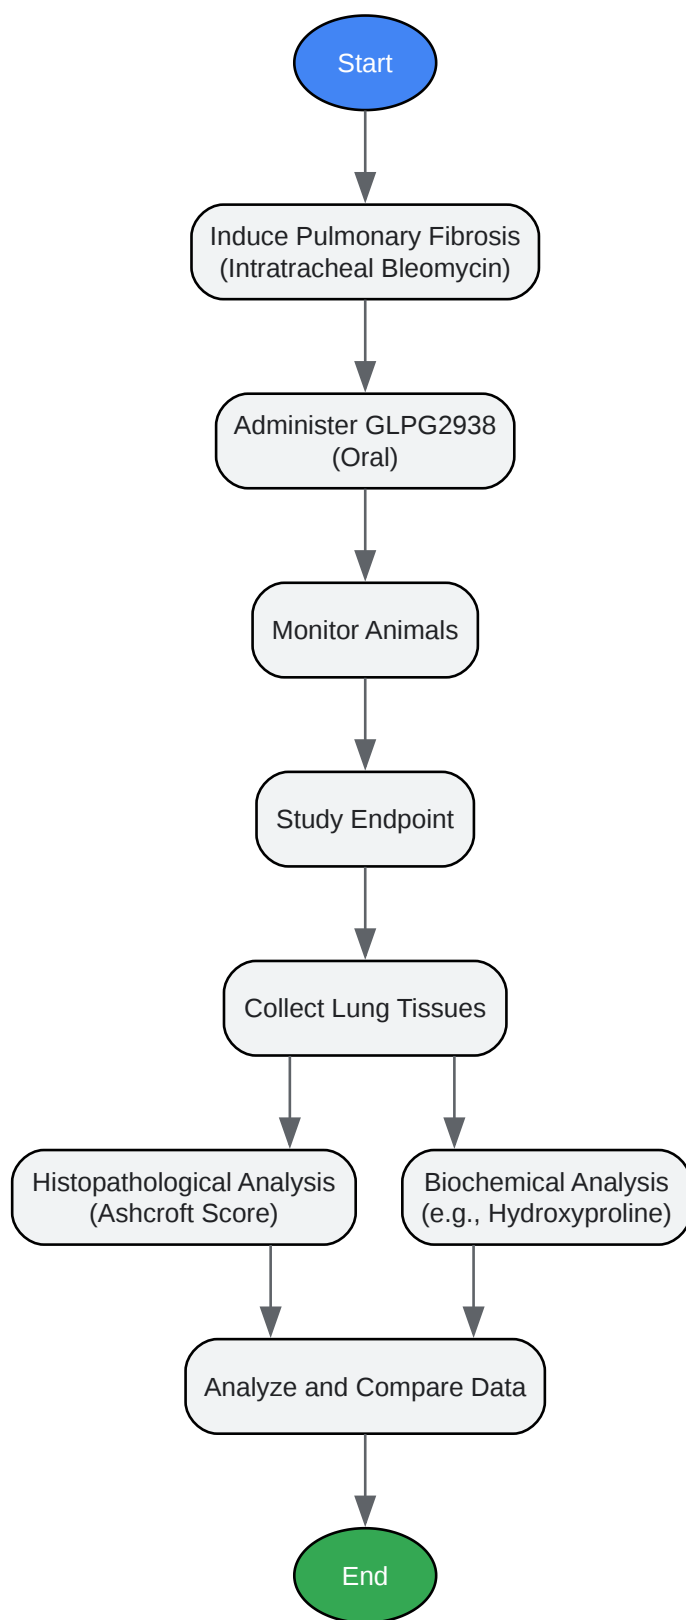 Start
Induce Pulmonary Fibrosis
(Intratracheal Bleomycin)
Administer GLPG2938
(Oral)
Monitor Animals
Study Endpoint
Collect Lung Tissues
Histopathological Analysis
(Ashcroft Score)
Biochemical Analysis
(e.g., Hydroxyproline)
Analyze and Compare Data
End